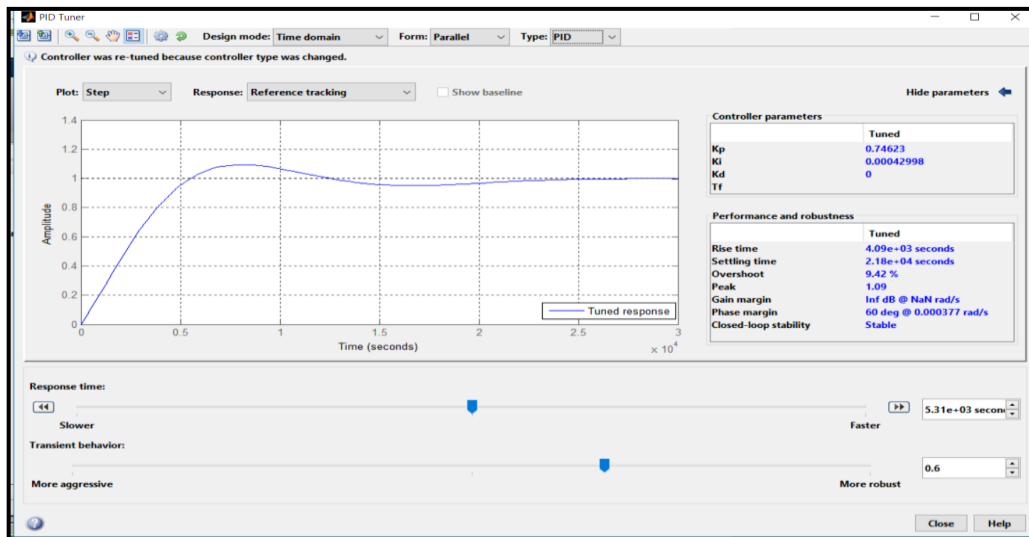 PID Tuner
Design mode: Time domain Form: Parallel Type: PID
Controller was re-tuned because controller type was changed.
Plot: Step Response: Reference tracking Show baseline Hide parameters
1.4
1.2
1
0.8
0.6
0.4
0.2
0
Amplitude
0 0.5 1 1.5 2 2.5 3
Time (seconds)
× 10⁴
Tuned response
Controller parameters
Tuned
Kp 0.74623
Ki 0.00042998
Kd 0
Tf
Performance and robustness
Tuned
Rise time 4.09e+03 seconds
Settling time 2.18e+04 seconds
Overshoot 9.42 %
Peak 1.09
Gain margin Inf dB @ NaN rad/s
Phase margin 60 deg @ 0.000377 rad/s
Closed-loop stability Stable
Response time:
5.31e+03 secon
Slower Faster
Transient behavior:
0.6
More aggressive More robust
Close Help